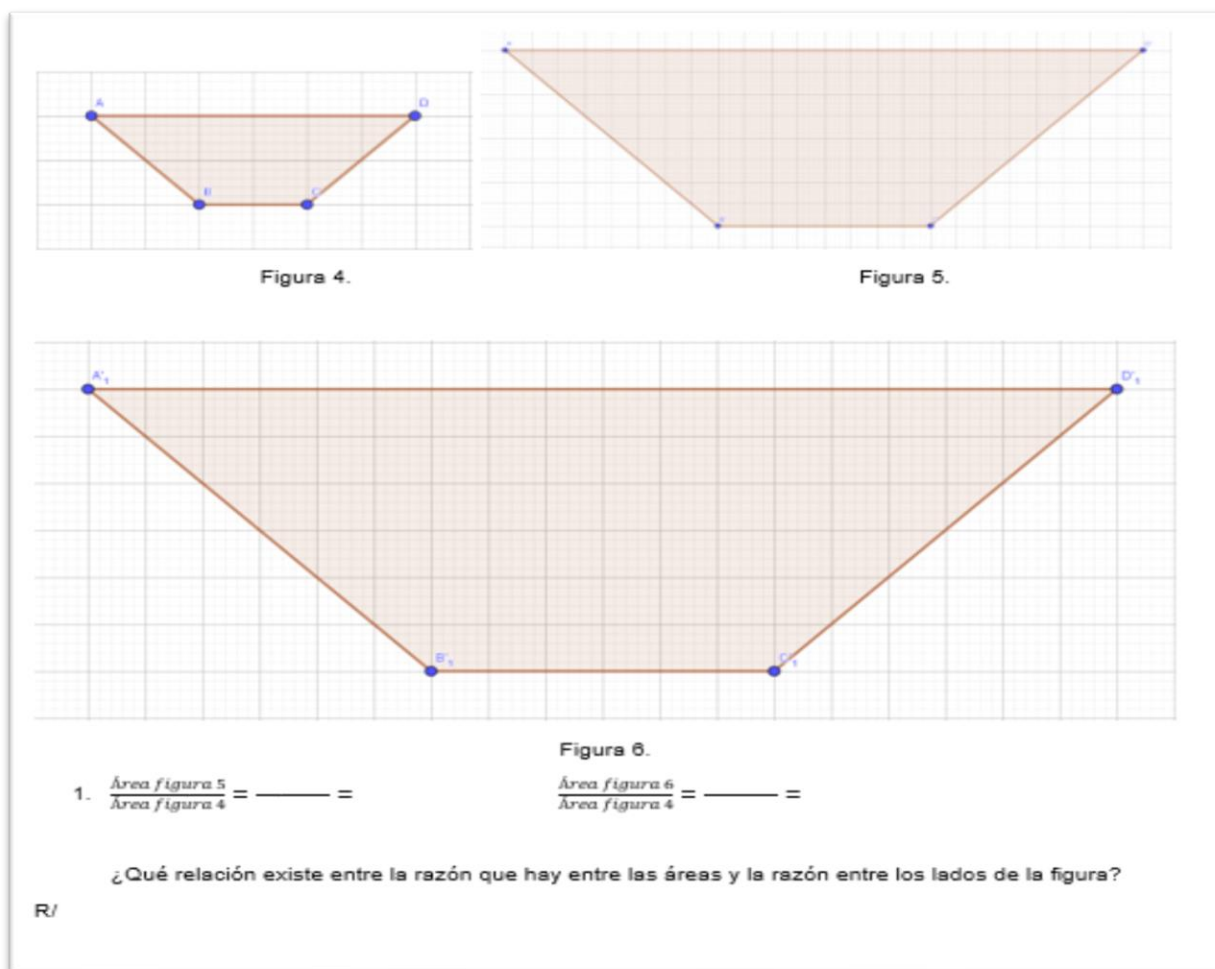 A D
B C
Figura 4. Figura 5.
A'₁ D'₁
B'₁ C'₁
Figura 6.
1. Área figura 5 / Área figura 4 = ______ = Área figura 6 / Área figura 4 = ______ =
¿Qué relación existe entre la razón que hay entre las áreas y la razón entre los lados de la figura?
R/